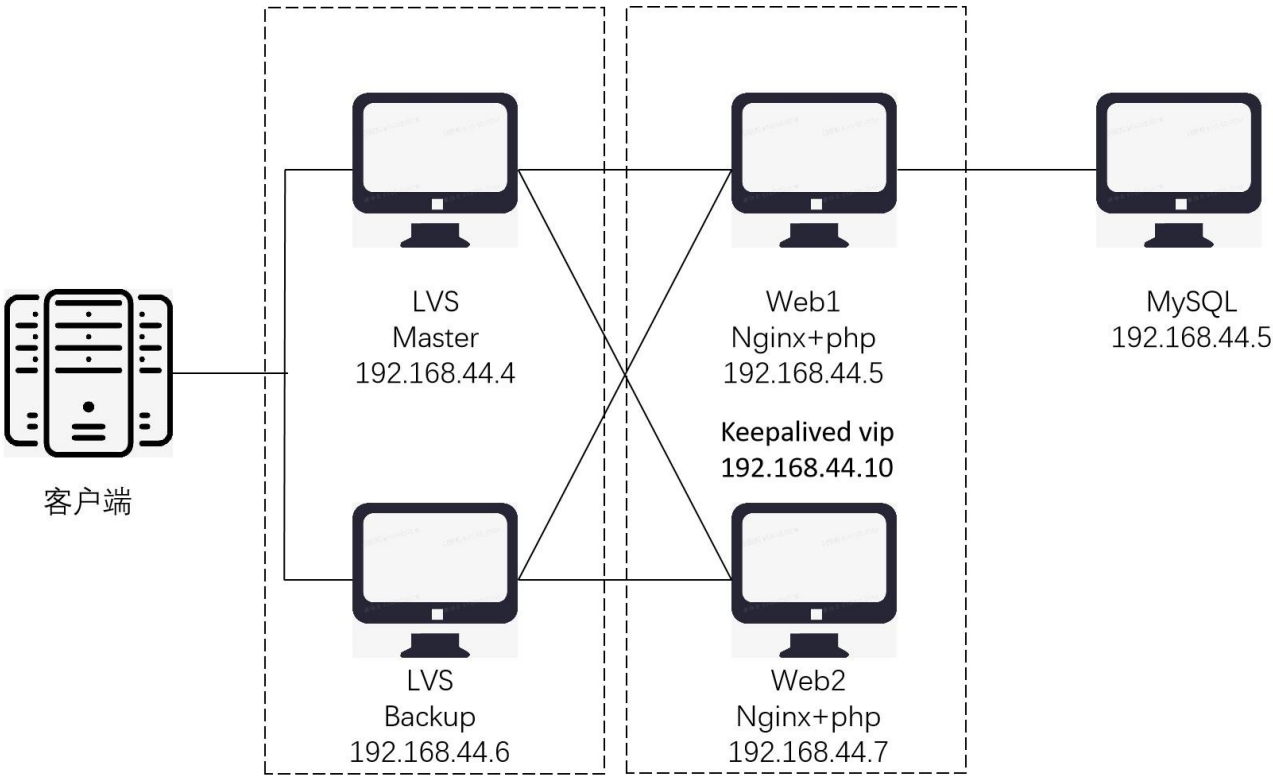 LVS
Master
192.168.44.4
Web1
Nginx+php
192.168.44.5
MySQL
192.168.44.5
Keepalived vip
192.168.44.10
客户端
LVS
Backup
192.168.44.6
Web2
Nginx+php
192.168.44.7